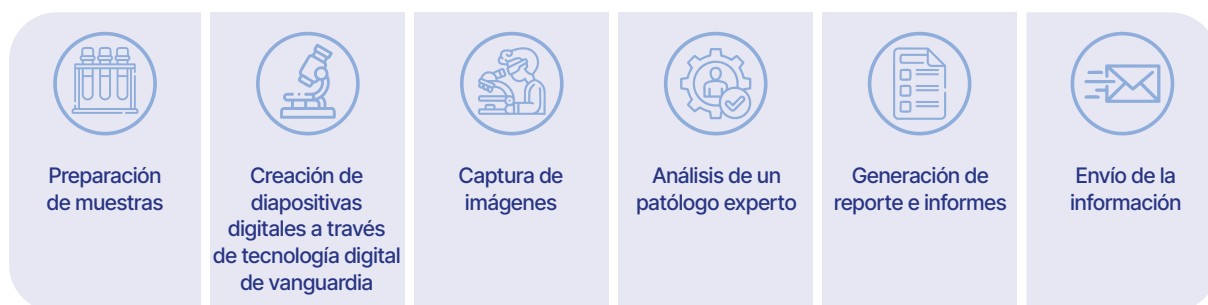 Preparación
de muestras
Creación de
diapositivas
digitales a través
de tecnología digital
de vanguardia
Captura de
imágenes
Análisis de un
patólogo experto
Generación de
reporte e informes
Envío de la
información